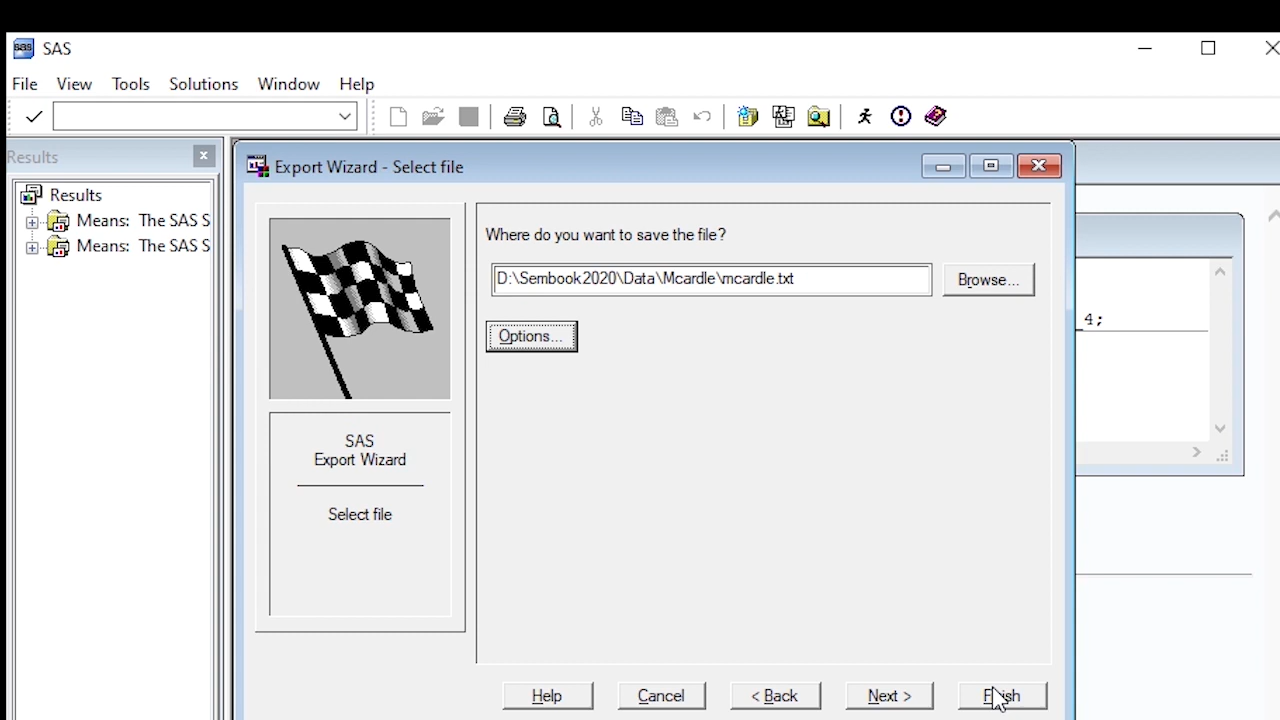 SAS
File View Tools Solutions Window Help
Results
Results
Means: The SAS S
Means: The SAS S
Export Wizard - Select file
Where do you want to save the file?
D:\Sembook2020\Data\Mcardle\mcardle.txt
Browse...
Options...
SAS
Export Wizard
Select file
_4;
Help Cancel < Back Next > Finish